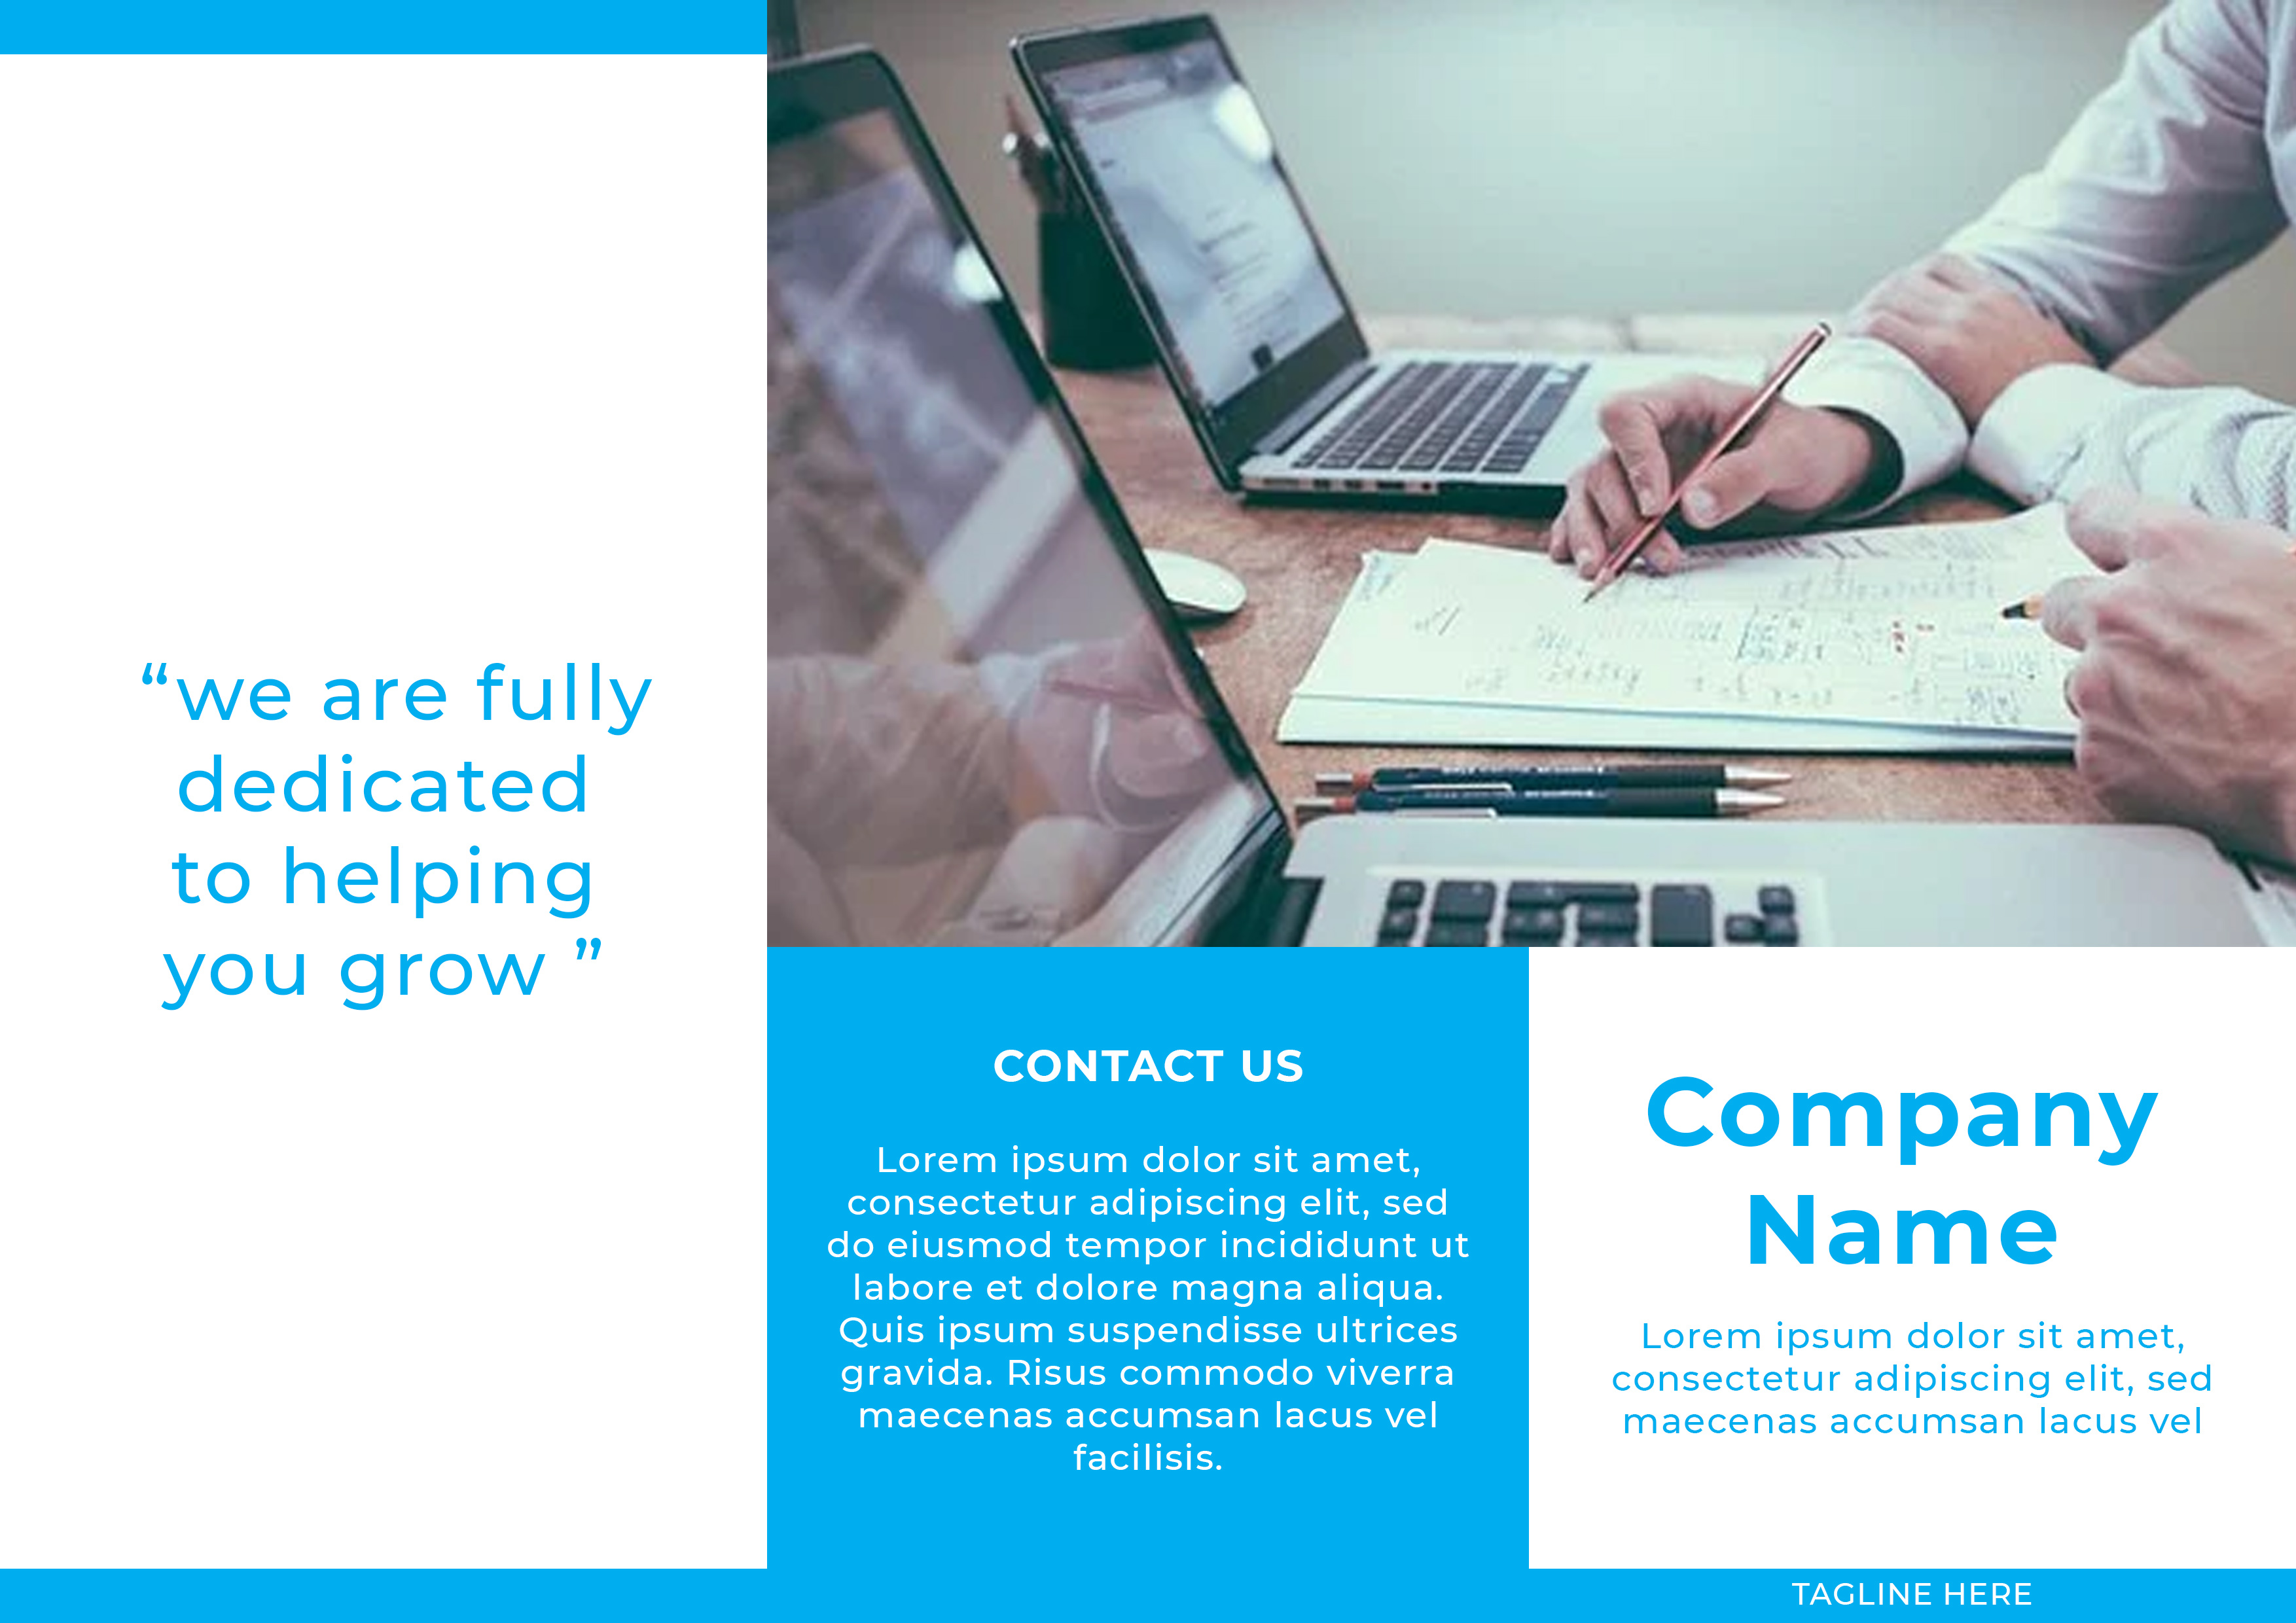 “we are fully
dedicated
to helping
you grow ”
CONTACT US
Lorem ipsum dolor sit amet,
consectetur adipiscing elit, sed
do eiusmod tempor incididunt ut
labore et dolore magna aliqua.
Quis ipsum suspendisse ultrices
gravida. Risus commodo viverra
maecenas accumsan lacus vel
facilisis.
Company
Name
Lorem ipsum dolor sit amet,
consectetur adipiscing elit, sed
maecenas accumsan lacus vel
TAGLINE HERE